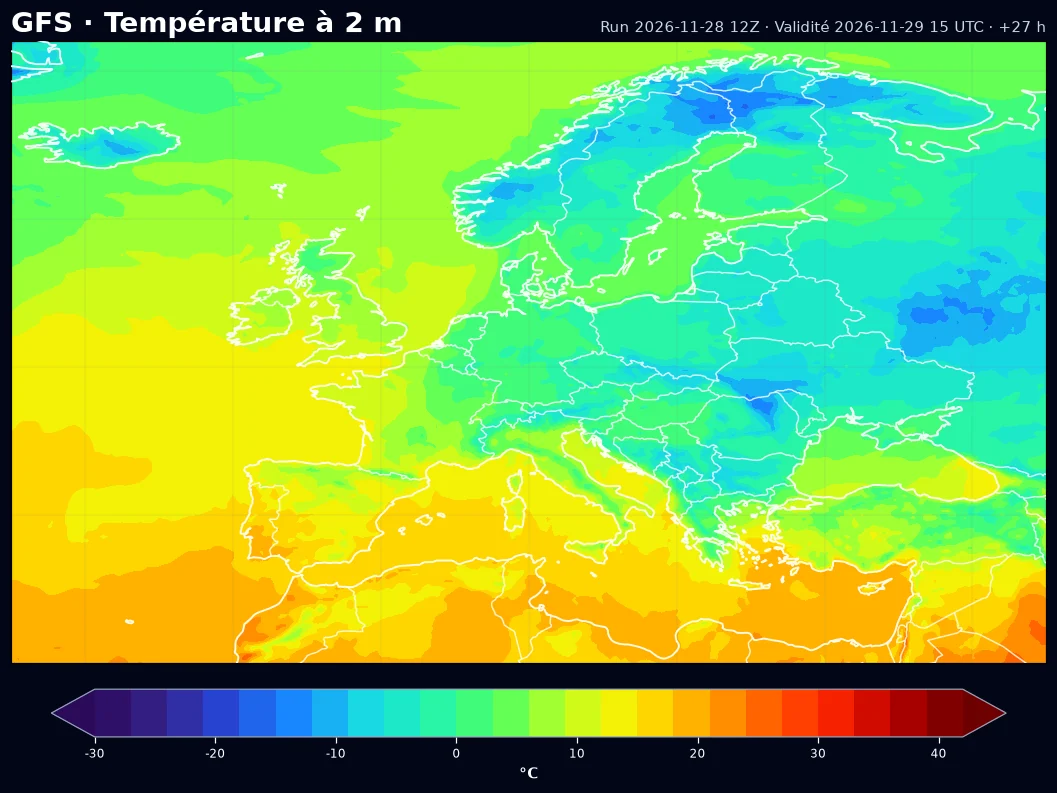 GFS · Température à 2 m
Run 2026-11-28 12Z · Validité 2026-11-29 15 UTC · +27 h
-30 -20 -10 0 10 20 30 40
°C